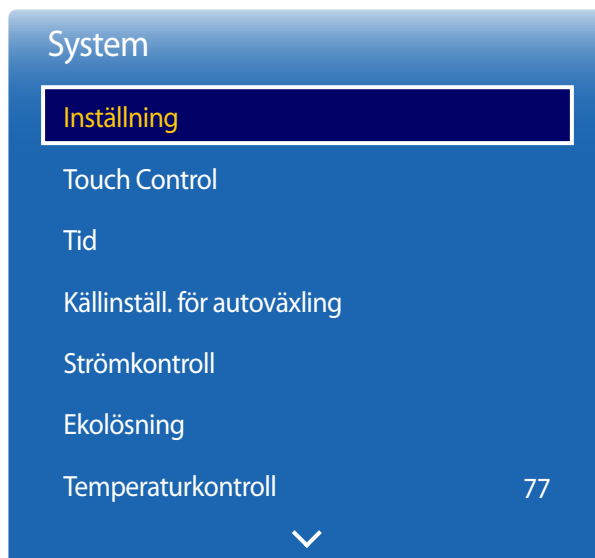 System
Inställning
Touch Control
Tid
Källinställ. för autoväxling
Strömkontroll
Ekolösning
Temperaturkontroll 77